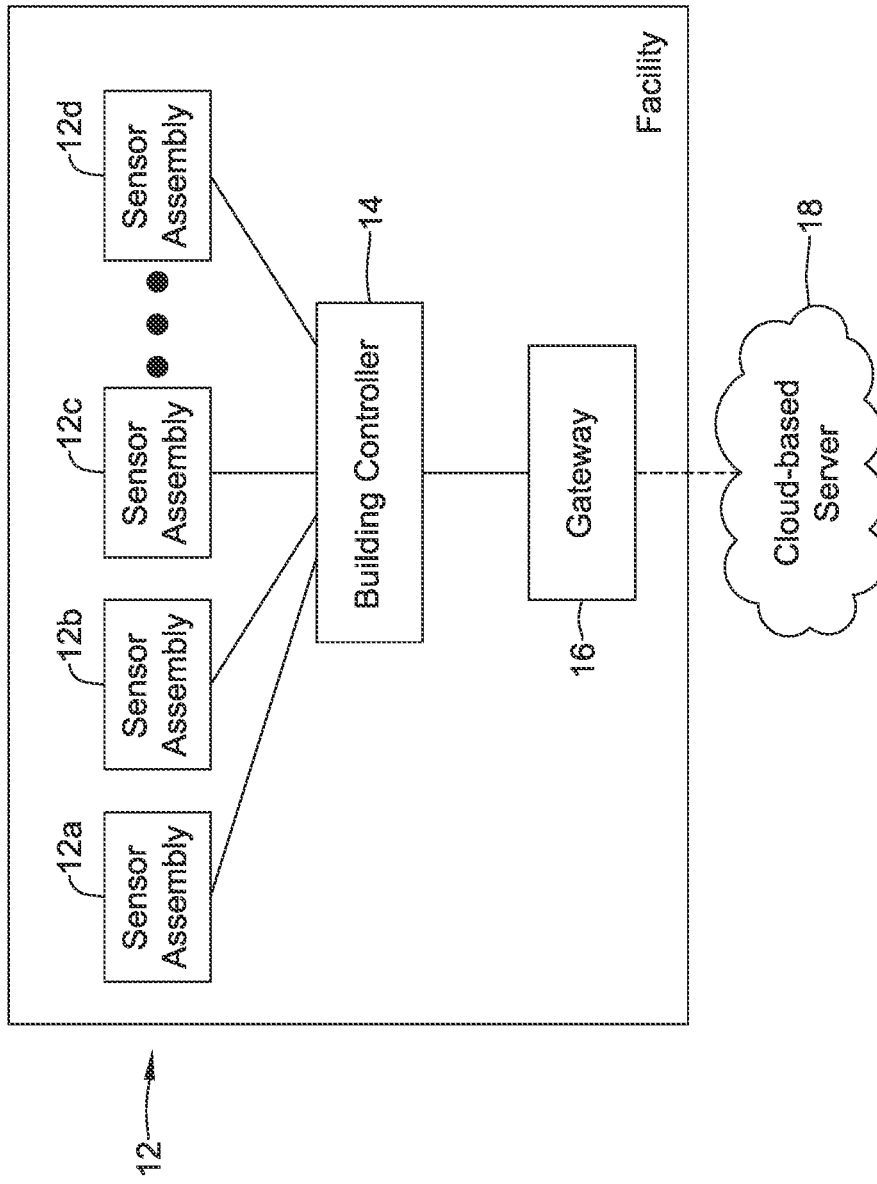 12
12a
12b
12c
12d
Sensor
Assembly
Sensor
Assembly
Sensor
Assembly
Sensor
Assembly
14
Building Controller
16
Gateway
Facility
18
Cloud-based
Server